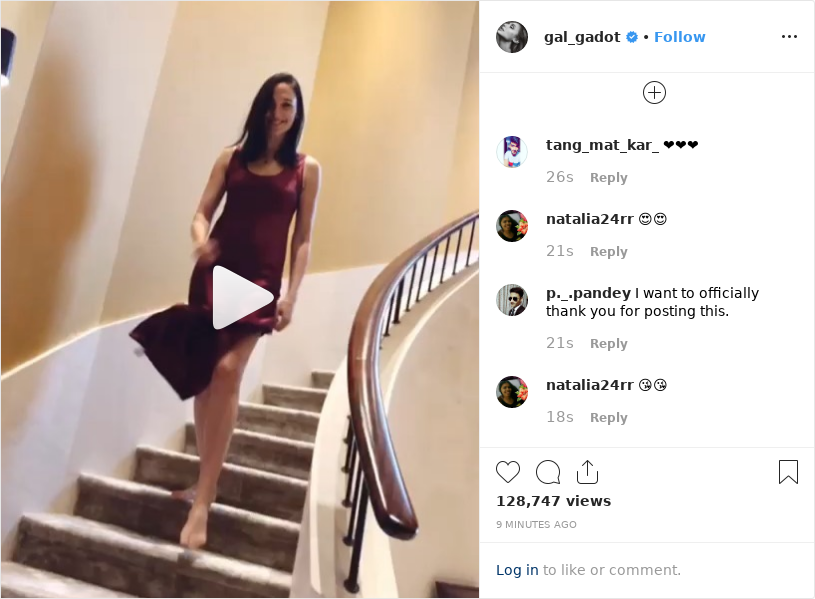 gal_gadot • Follow
tang_mat_kar_ ❤❤❤
26s Reply
natalia24rr 😍😍
21s Reply
p._.pandey I want to officially
thank you for posting this.
21s Reply
natalia24rr 😘😘
18s Reply
128,747 views
9 MINUTES AGO
Log in to like or comment.